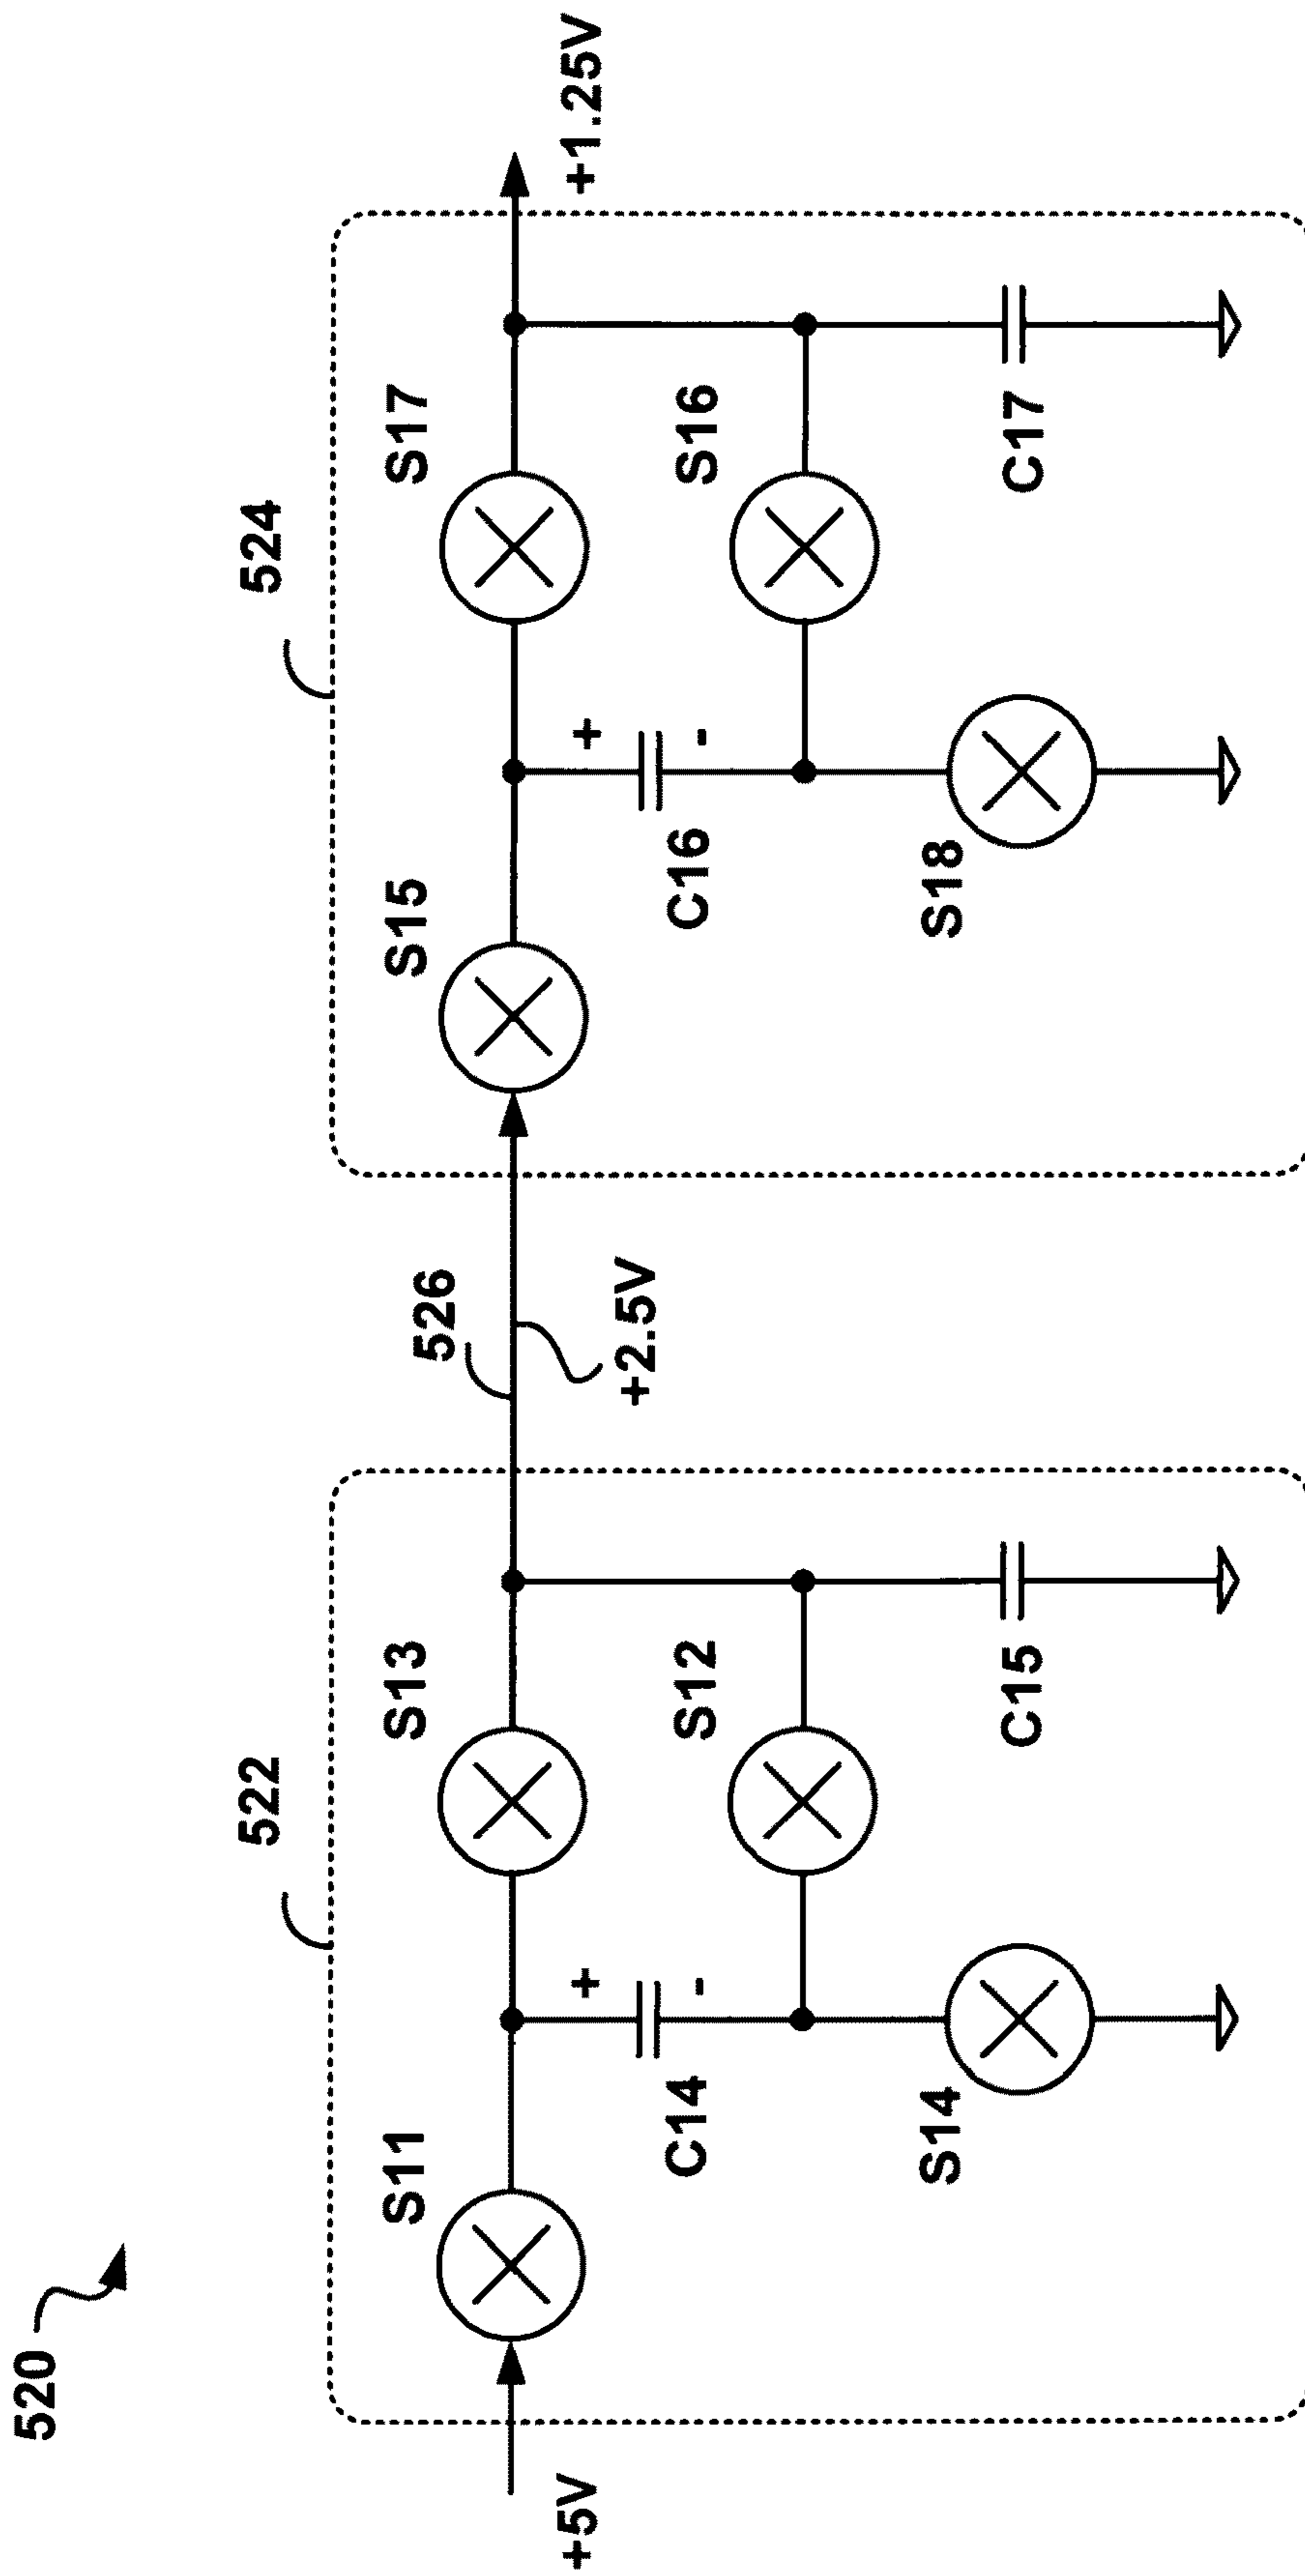 520
522
524
+5V
S11
S13
526
+2.5V
S15
S17
+1.25V
C14
+
-
S12
C16
+
-
S16
S14
C15
S18
C17